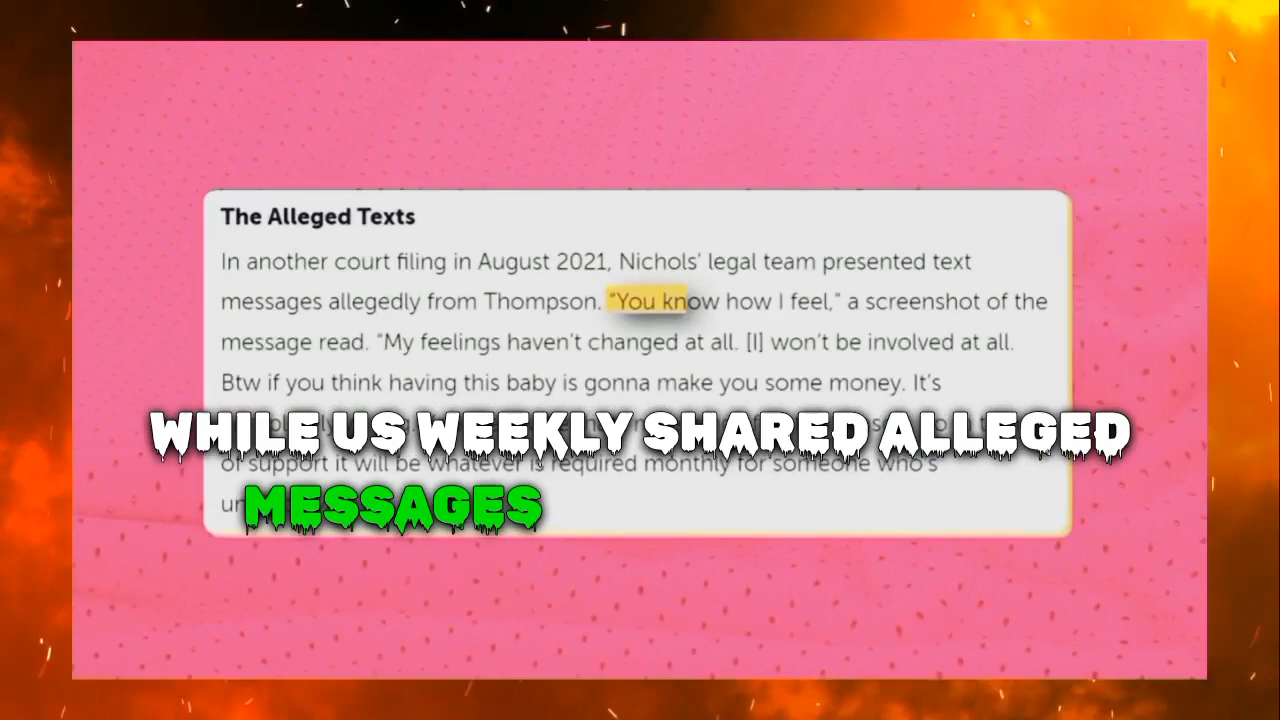 The Alleged Texts
In another court filing in August 2021, Nichols' legal team presented text
messages allegedly from Thompson. "You know how I feel," a screenshot of the
message read. "My feelings haven't changed at all. [I] won't be involved at all.
Btw if you think having this baby is gonna make you some money. It's
WHILE US WEEKLY SHARED ALLEGED
of support it will be whatever is required monthly for someone who's
MESSAGES